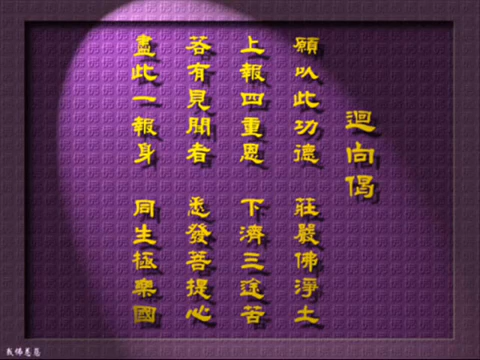 迴向偈
願以此功德　莊嚴佛淨土
上報四重恩　下濟三途苦
若有見聞者　悉發菩提心
盡此一報身　同生極樂國